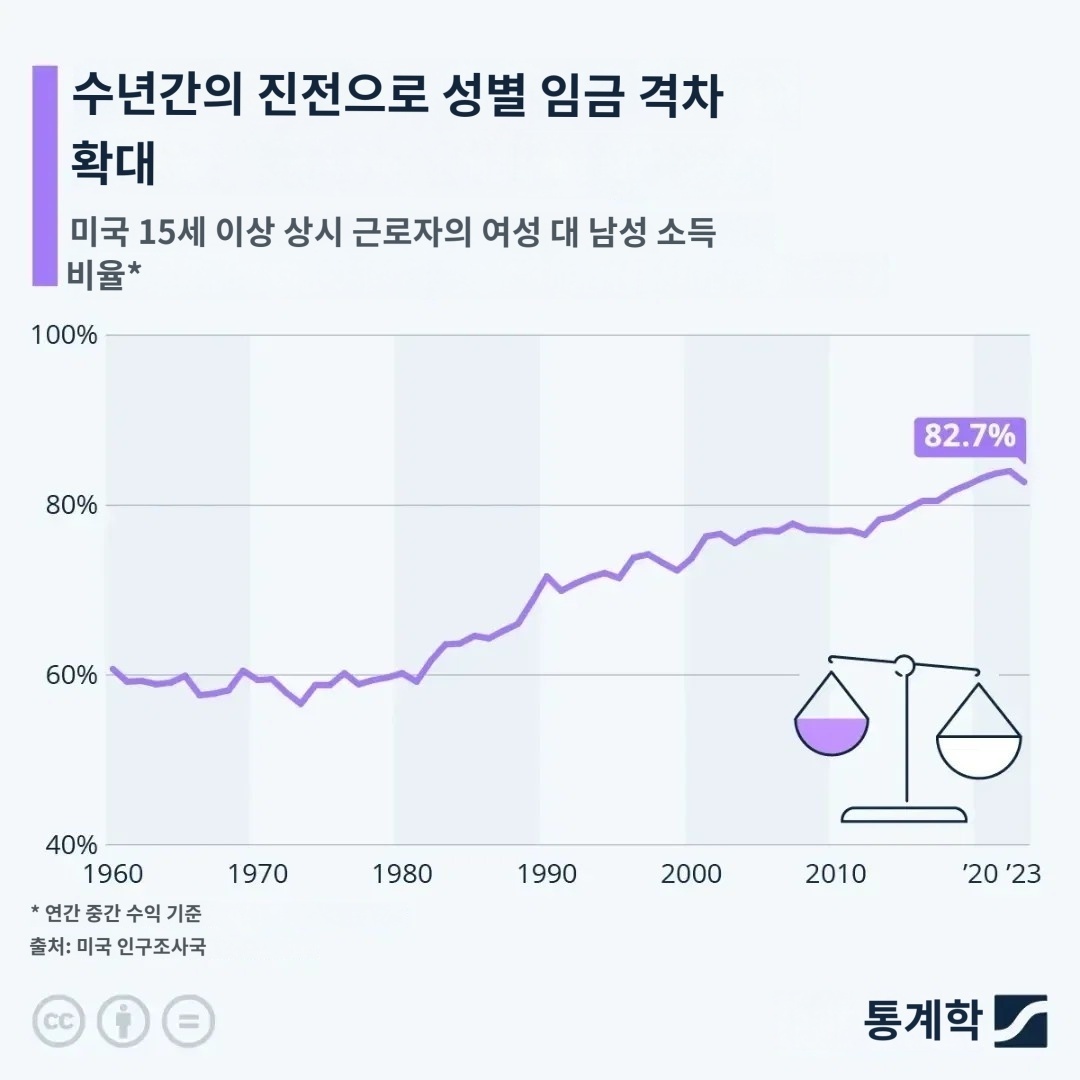 수년간의 진전으로 성별 임금 격차
확대
미국 15세 이상 상시 근로자의 여성 대 남성 소득
비율*
100%
82.7%
80%
60%
40%
1960 1970 1980 1990 2000 2010 '20 '23
* 연간 중간 수익 기준
출처: 미국 인구조사국
cc =
통계학